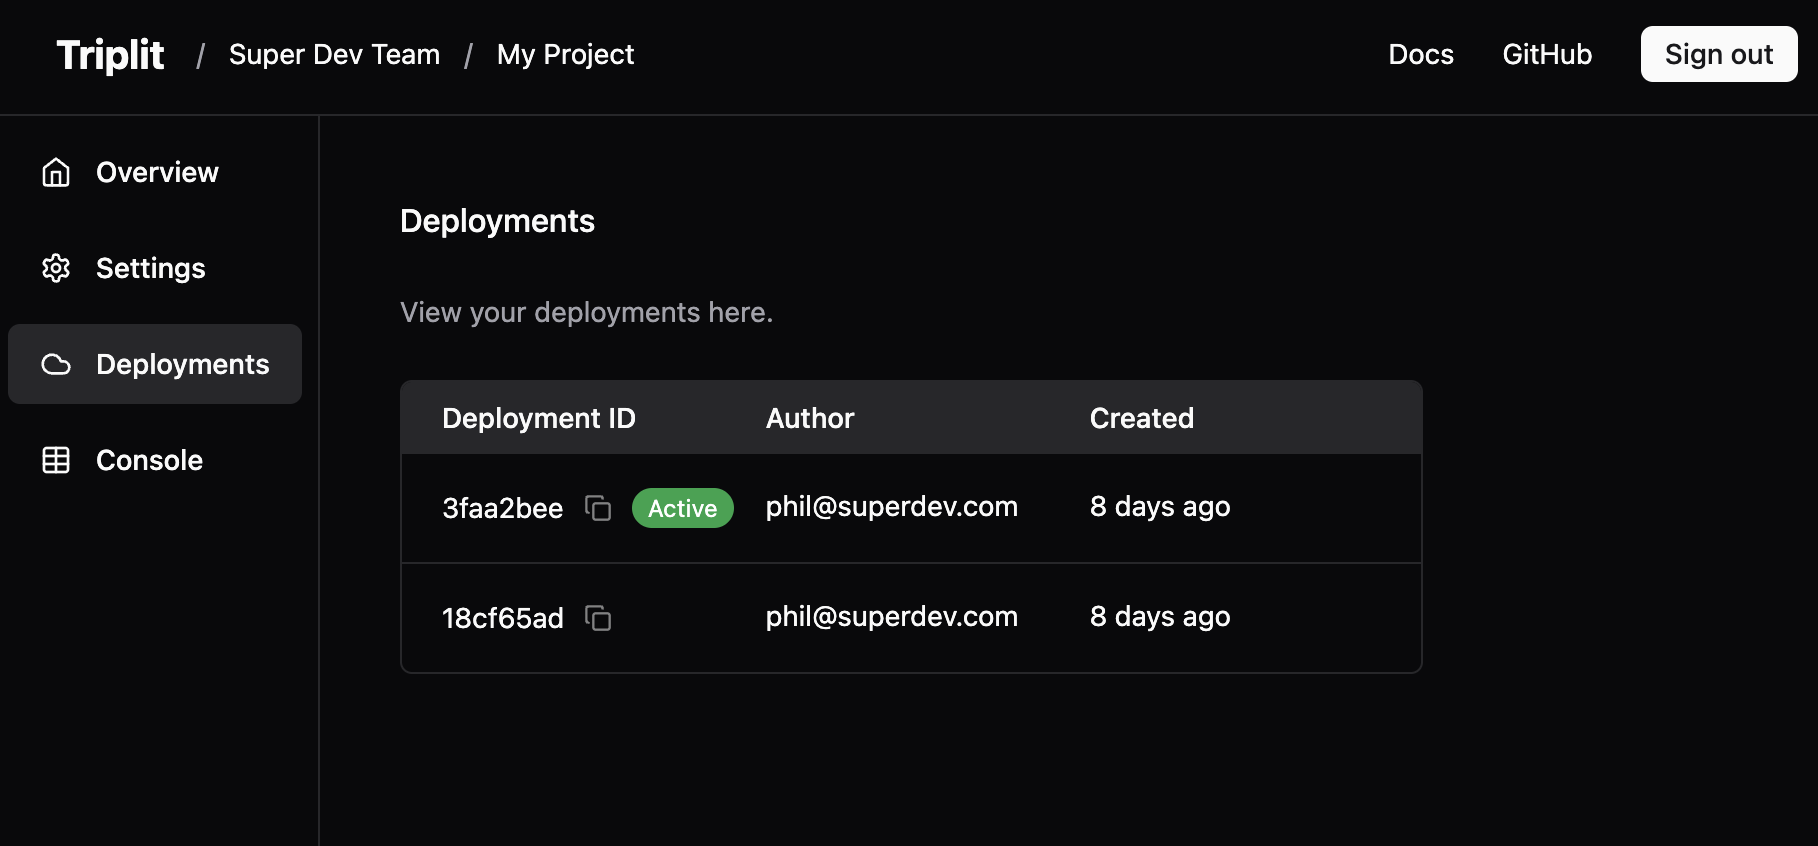 Triplit / Super Dev Team / My Project Docs GitHub Sign out
Overview
Settings
Deployments
Console
Deployments
View your deployments here.
Deployment ID Author Created
3faa2bee Active phil@superdev.com 8 days ago
18cf65ad phil@superdev.com 8 days ago